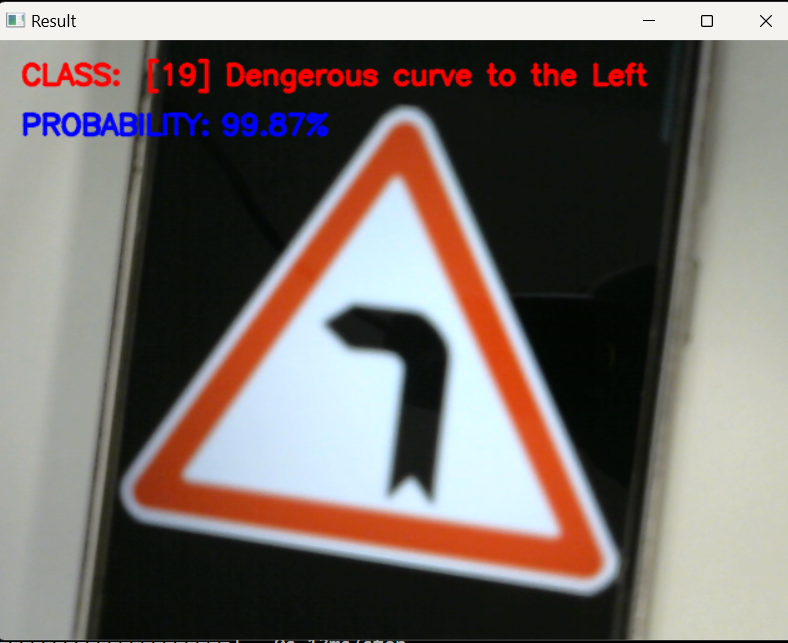 Result
CLASS: [19] Dengerous curve to the Left
PROBABILITY: 99.87%